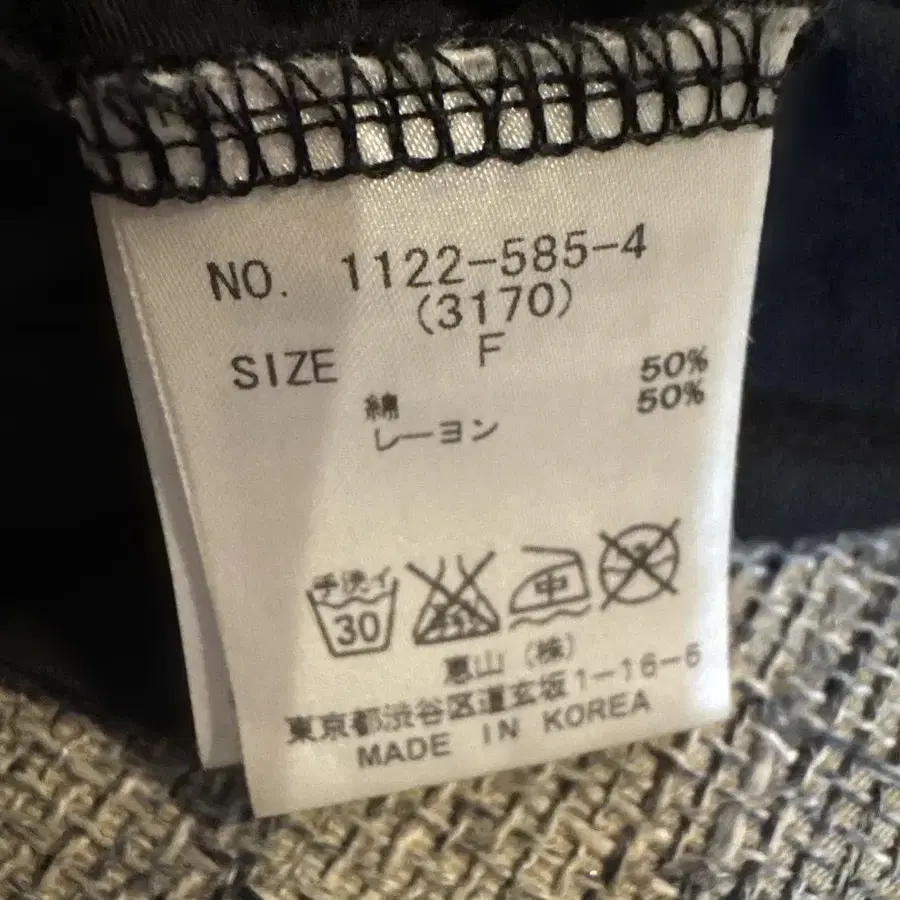 NO. 1122-585-4
(3170)
SIZE F
綿 50%
レーヨン 50%
手洗イ
30 中
恵山(株)
東京都渋谷区道玄坂1-16-6
MADE IN KOREA